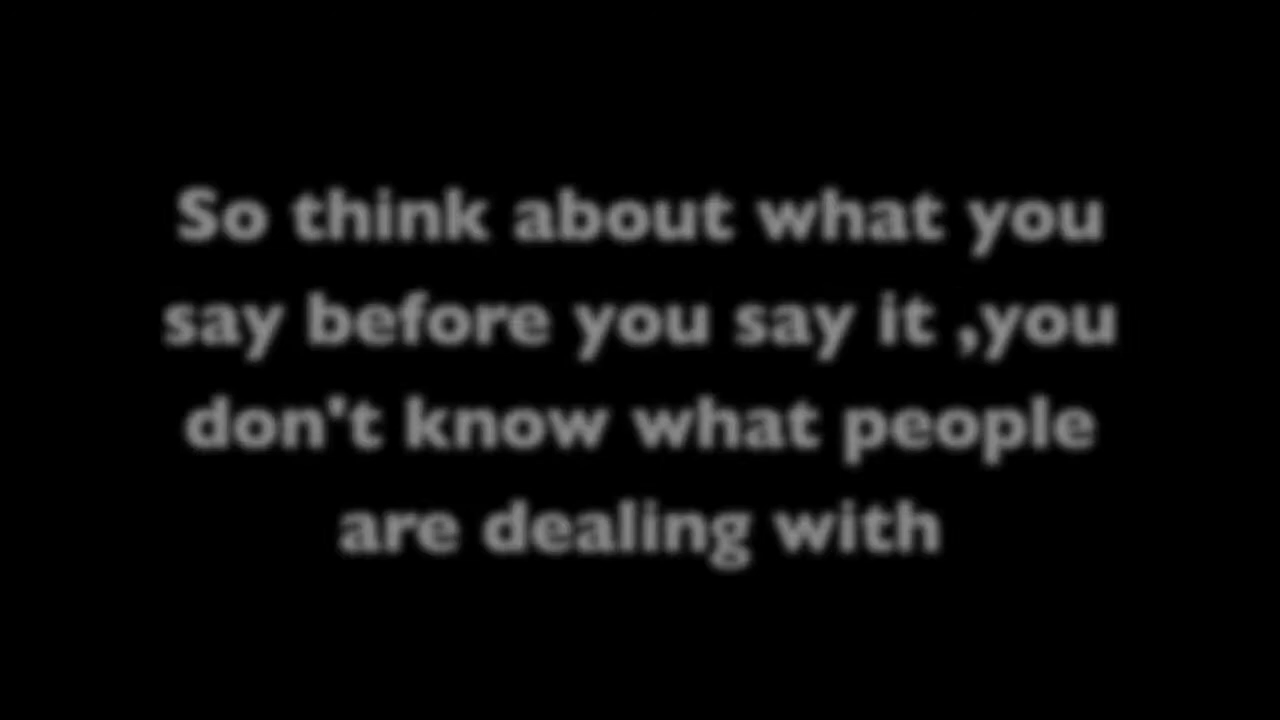 So think about what you
say before you say it ,you
don't know what people
are dealing with